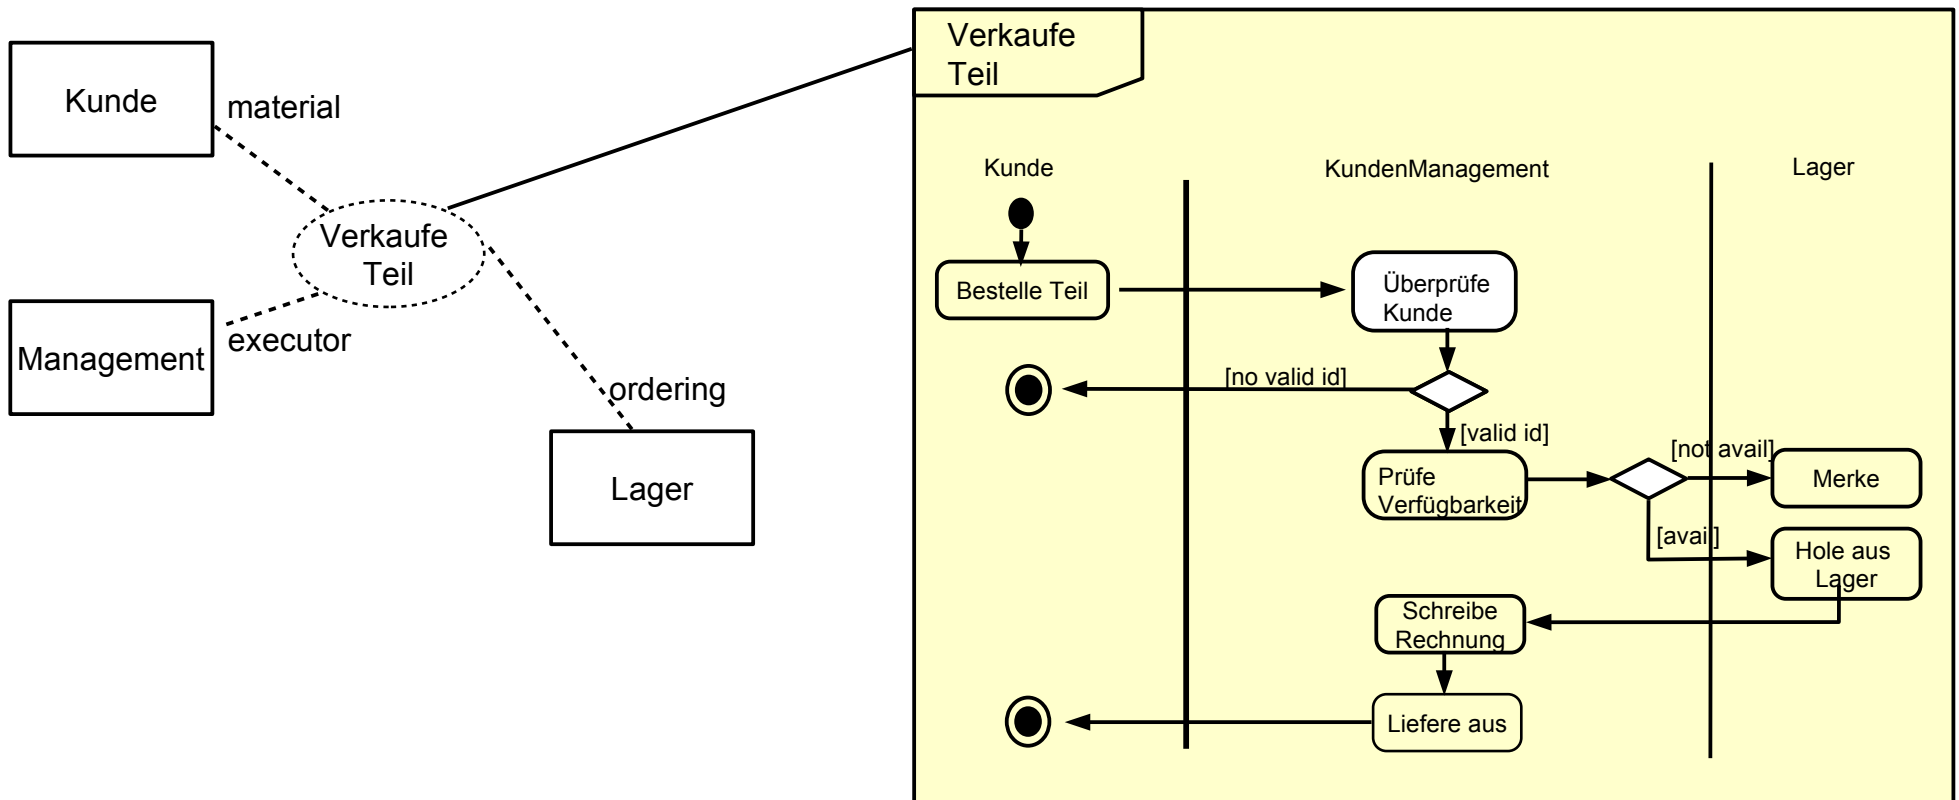 Kunde
material
Verkaufe
Teil
Management
executor
ordering
Lager
Verkaufe
Teil
Kunde
KundenManagement
Lager
Bestelle Teil
Überprüfe
Kunde
[no valid id]
[valid id]
[not avail]
Prüfe
Verfügbarkeit
Merke
[avail]
Hole aus
Lager
Schreibe
Rechnung
Liefere aus